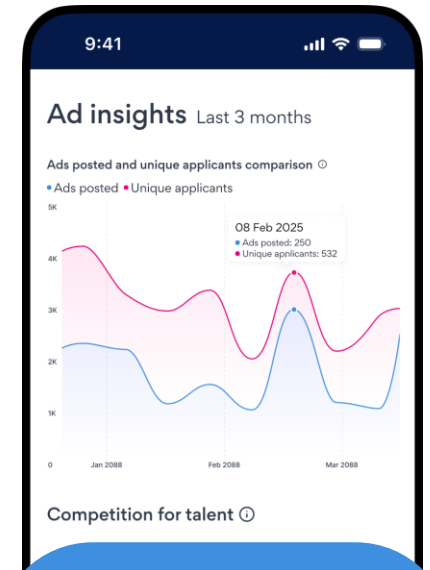 9:41
Ad insights Last 3 months
Ads posted and unique applicants comparison ⓘ
• Ads posted • Unique applicants
5K
08 Feb 2025
• Ads posted: 250
• Unique applicants: 532
4K
3K
2K
1K
0 Jan 2088 Feb 2088 Mar 2088
Competition for talent ⓘ